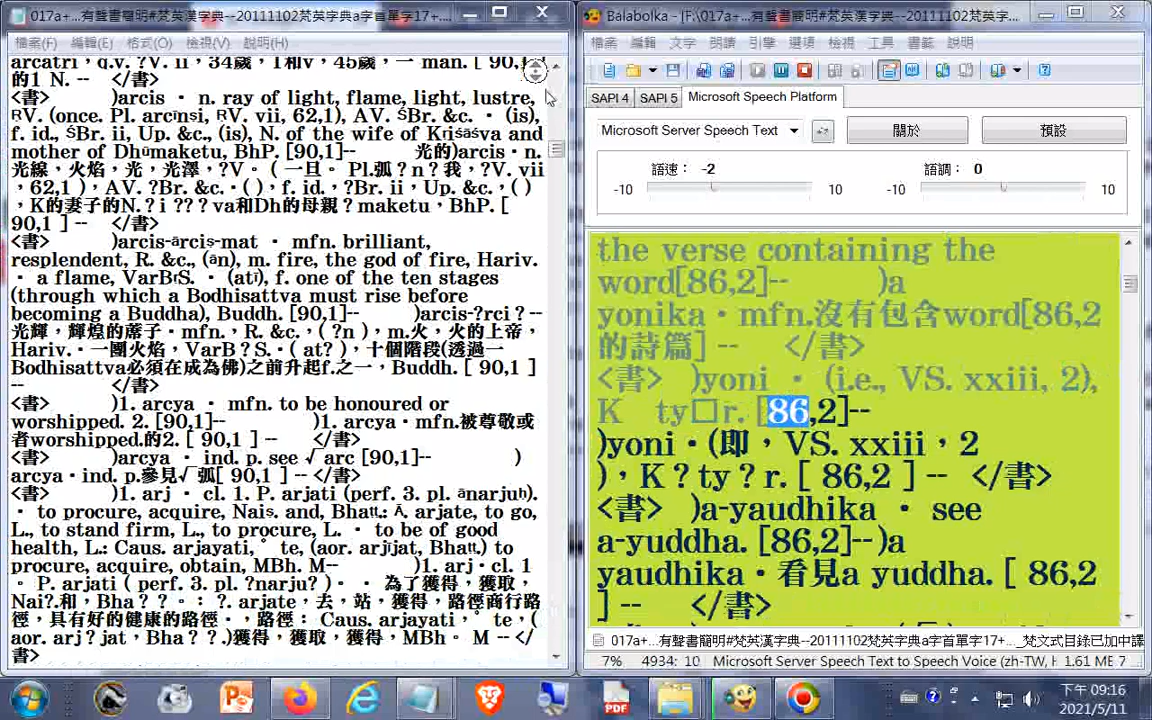 017a+...有聲書簡明#梵英漢字典--20111102梵英字典a字首單字17+...
檔案(F) 編輯(E) 格式(O) 檢視(V) 說明(H)
arcatri，q.v. ?V. ii，34歲，1和v，45歲，一 man. [ 90,1 ]
的1 N. -- </書>
<書> )arcis ‧ n. ray of light, flame, light, lustre,
RV. (once. Pl. arcīnṣi, RV. vii, 62,1), AV. ŚBr. &c. ‧ (is),
f. id., ŚBr. ii, Up. &c., (is), N. of the wife of Kṛiśāśva and
mother of Dhūmaketu, BhP. [90,1]-- 光的)arcis‧n.
光線，火焰，光，光澤，?V。 ( 一旦。 Pl.弧？n？我，?V. vii
，62,1 )，AV. ?Br. &c.‧( )，f. id.，?Br. ii，Up. &c.，( )
，K的妻子的N.？i ???va和Dh的母親？maketu，BhP. [
90,1 ] -- </書>
<書> )arcis-ārcis-mat ‧ mfn. brilliant,
resplendent, R. &c., (ān), m. fire, the god of fire, Hariv.
‧ a flame, VarBṛS. ‧ (atī), f. one of the ten stages
(through which a Bodhisattva must rise before
becoming a Buddha), Buddh. [90,1]-- )arcis-?rci？--
光輝，輝煌的蓆子‧mfn.，R. &c.，( ?n )，m.火，火的上帝，
Hariv.‧一團火焰，VarB？S.‧( at? )，十個階段(透過一
Bodhisattva必須在成為佛)之前升起f.之一，Buddh. [ 90,1 ]
-- </書>
<書> )1. arcya ‧ mfn. to be honoured or
worshipped. 2. [90,1]-- )1. arcya‧mfn.被尊敬或
者worshipped.的2. [ 90,1 ] -- </書>
<書> )arcya ‧ ind. p. see √arc [90,1]-- )
arcya‧ind. p.參見√弧[ 90,1 ] -- </書>
<書> )1. arj ‧ cl. 1. P. arjati (perf. 3. pl. ānarjuḥ).
‧ to procure, acquire, Naiṣ. and, Bhaṭṭ.: Ā. arjate, to go,
L., to stand firm, L., to procure, L. ‧ to be of good
health, L.: Caus. arjayati, ° te, (aor. arjījat, Bhaṭṭ.) to
procure, acquire, obtain, MBh. M-- )1. arj‧cl. 1
。P. arjati ( perf. 3. pl. ?narju? )‧‧為了獲得，獲取，
Nai?.和，Bha？？。：?. arjate，去，站，獲得，路徑商行路
徑，具有好的健康的路徑‧，路徑： Caus. arjayati，° te，(
aor. arj？jat，Bha？？.)獲得，獲取，獲得，MBh。 M -- </
書>
Balabolka - [F:\017a+...有聲書簡明#梵英漢字典--20111102梵英字...
檔案 編輯 文字 朗讀 引擎 選項 檢視 工具 書籤 說明
SAPI 4 SAPI 5 Microsoft Speech Platform
Microsoft Server Speech Text 關於 預設
語速： -2 語調： 0
-10 10 -10 10
the verse containing the
word[86,2]-- )a
yonika‧mfn.沒有包含word[86,2
的詩篇] -- </書>
<書> )yoni ‧ (i.e., VS. xxiii, 2),
K ty□r. [86,2]--
)yoni‧(即，VS. xxiii，2
)，K？ty？r. [ 86,2 ] -- </書>
<書> )a-yaudhika ‧ see
a-yuddha. [86,2]--)a
yaudhika‧看見a yuddha. [ 86,2
] -- </書>
017a+...有聲書簡明#梵英漢字典--20111102梵英字典a字首單字17+..._梵文式目錄已加中譯
7% 4934: 10 Microsoft Server Speech Text to Speech Voice (zh-TW, H 1.61 ME 7
下午 09:16
2021/5/11